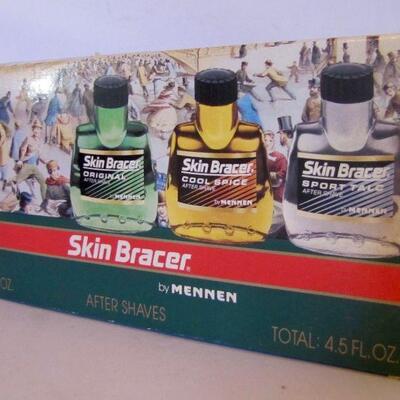 Skin Bracer®
ORIGINAL
AFTER SHAVE
Skin Bracer®
COOL SPICE
AFTER SHAVE
by MENNEN
Skin Bracer®
SPORT TALC
AFTER SHAVE
by MENNEN
Skin Bracer®
by MENNEN
OZ.
AFTER SHAVES
TOTAL: 4.5 FL. OZ.